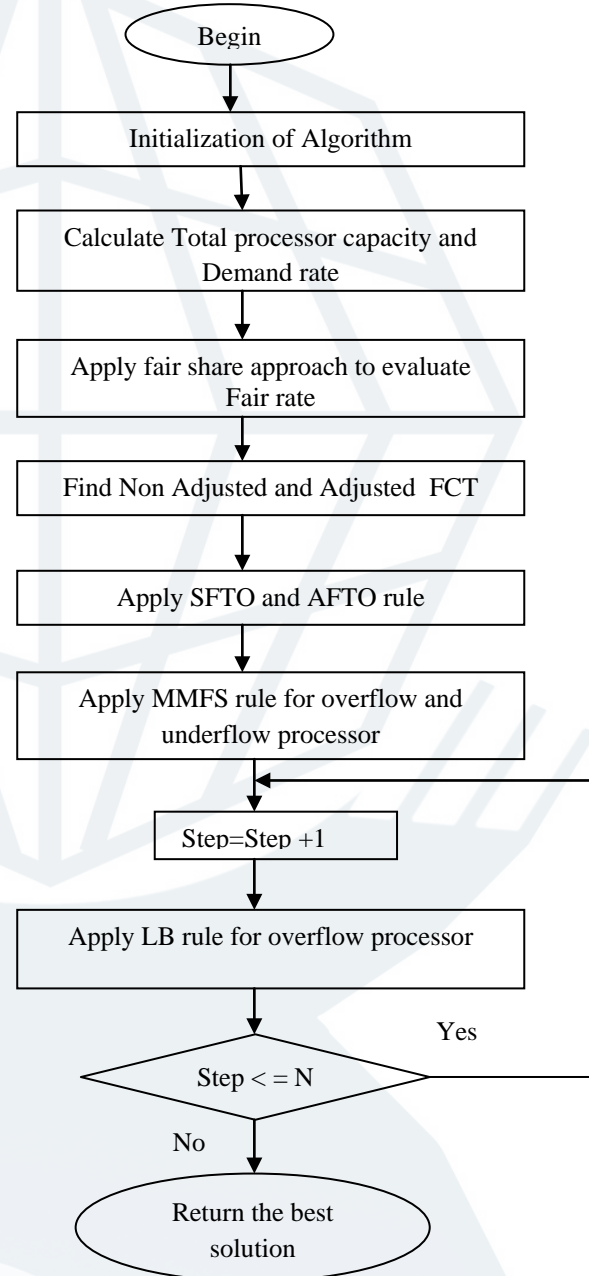 Begin
Initialization of Algorithm
Calculate Total processor capacity and
Demand rate
Apply fair share approach to evaluate
Fair rate
Find Non Adjusted and Adjusted  FCT
Apply SFTO and AFTO rule
Apply MMFS rule for overflow and
underflow processor
Step=Step +1
Apply LB rule for overflow processor
Yes
Step < = N
No
Return the best
solution